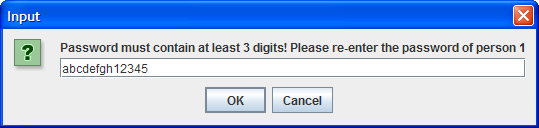 Input
Password must contain at least 3 digits! Please re-enter the password of person 1
abcdefgh12345
OK Cancel